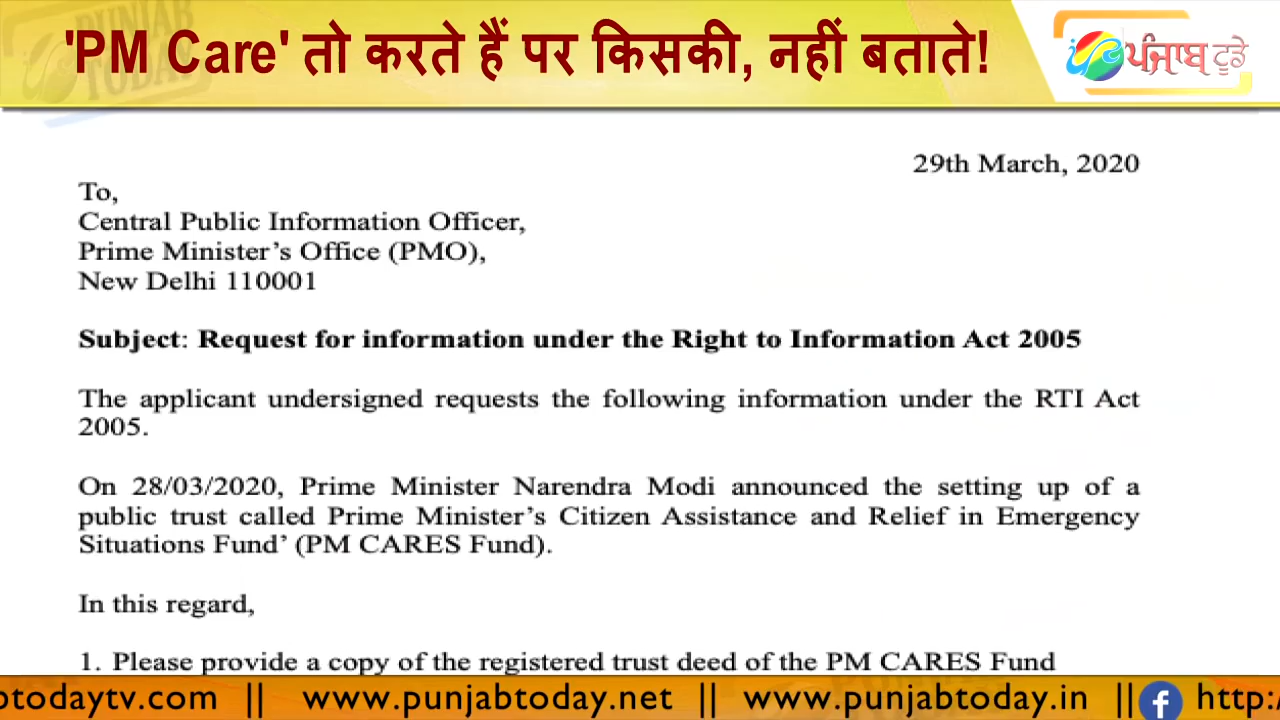 'PM Care' तो करते हैं पर किसकी, नहीं बताते!
ਪੰਜਾਬ ਟੂਡੇ
PUNJAB
TODAY
29th March, 2020
To,
Central Public Information Officer,
Prime Minister’s Office (PMO),
New Delhi 110001
Subject: Request for information under the Right to Information Act 2005
The applicant undersigned requests the following information under the RTI Act
2005.
On 28/03/2020, Prime Minister Narendra Modi announced the setting up of a
public trust called Prime Minister’s Citizen Assistance and Relief in Emergency
Situations Fund’ (PM CARES Fund).
In this regard,
1. Please provide a copy of the registered trust deed of the PM CARES Fund
btodaytv.com || www.punjabtoday.net || www.punjabtoday.in || f http:/